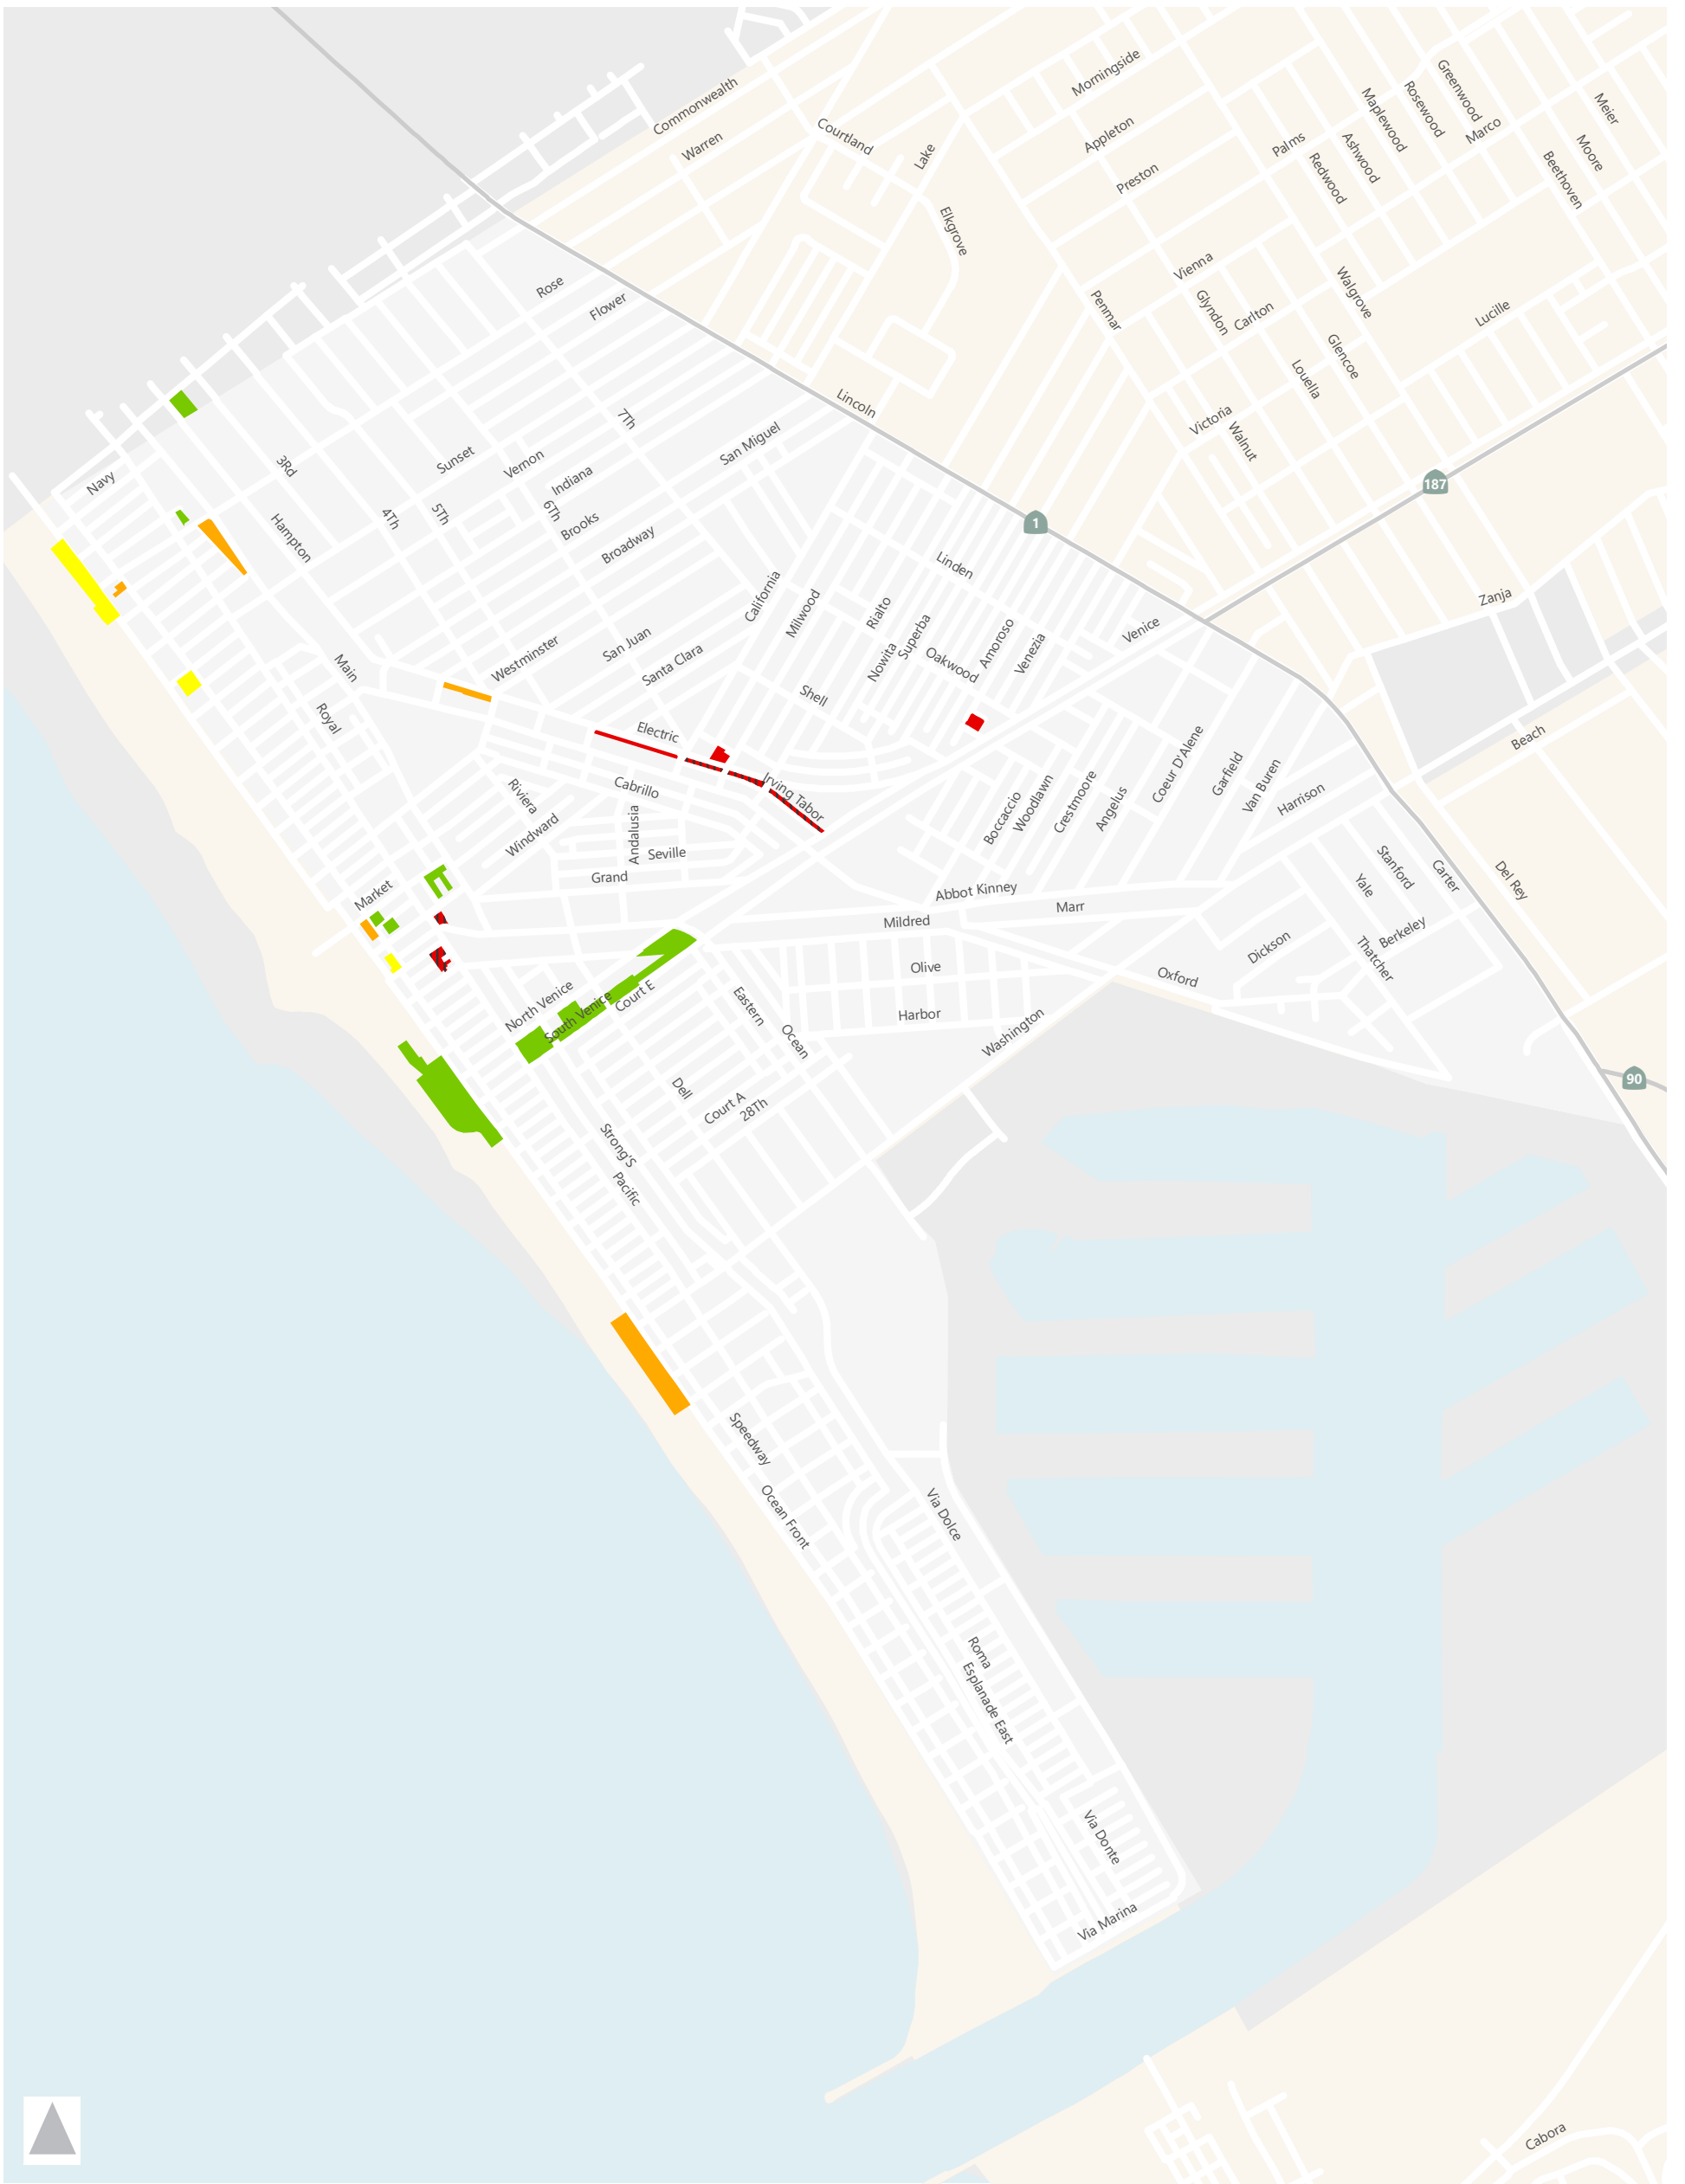 Morningside
Greenwood
Commonwealth
Maplewood
Rosewood
Meier
Courtland
Appleton
Marco
Warren
Lake
Palms
Ashwood
Moore
Preston
Redwood
Beethoven
Elkgrove
Rose
Flower
Vienna
Penmar
Glyndon
Carlton
Walgrove
Lucille
Glencoe
Louella
Lincoln
7Th
San Miguel
Victoria
Walnut
Navy
3Rd
Sunset
Vernon
Indiana
187
Hampton
4Th
5Th
6Th
Brooks
Broadway
1
Linden
California
Milwood
Rialto
Superba
Zanja
Amoroso
Venezia
Venice
Main
Westminster
San Juan
Santa Clara
Nowita
Oakwood
Shell
Royal
Electric
Beach
Riviera
Cabrillo
Irving Tabor
Boccaccio
Woodlawn
Crestmoore
Angelus
Coeur D'Alene
Garfield
Van Buren
Harrison
Windward
Andalusia
Seville
Grand
Stanford
Yale
Carter
Del Rey
Market
Abbot Kinney
Marr
Mildred
Berkeley
Dickson
Thatcher
Olive
Oxford
North Venice
South Venice
Court E
Eastern
Harbor
Ocean
Washington
Dell
Court A
28Th
90
Strong'S
Pacific
Speedway
Ocean Front
Via Dolce
Roma
Esplanade East
Via Donte
Via Marina
Cabora